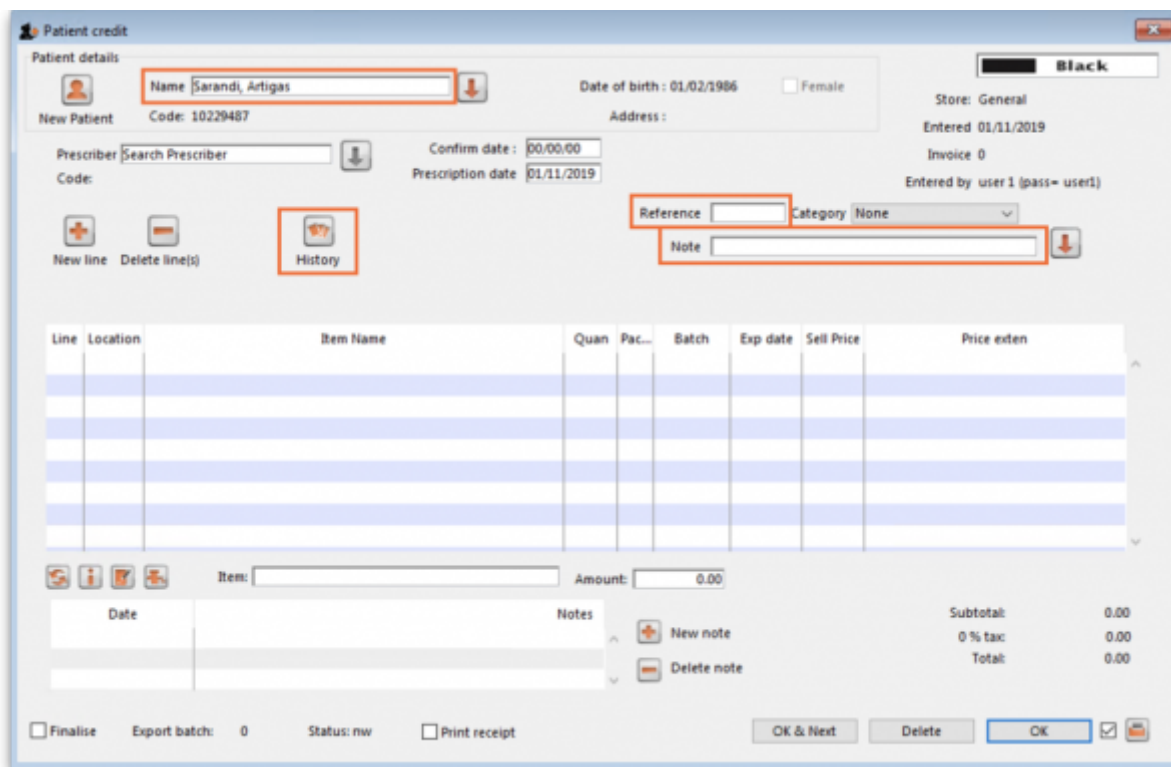 Patient credit
Patient details
Black
Name Sarandi, Artigas
Date of birth : 01/02/1986
Female
Store: General
New Patient
Code: 10229487
Address :
Entered 01/11/2019
Prescriber Search Prescriber
Confirm date : 00/00/00
Invoice 0
Code:
Prescription date 01/11/2019
Entered by user 1 (pass= user1)
Reference
Category None
Note
New line Delete line(s) History
Line Location Item Name Quan Pac... Batch Exp date Sell Price Price exten
Item:
Amount: 0.00
Date Notes
New note
Delete note
Subtotal: 0.00
0 % tax: 0.00
Total: 0.00
Finalise Export batch: 0 Status: nw Print receipt OK & Next Delete OK